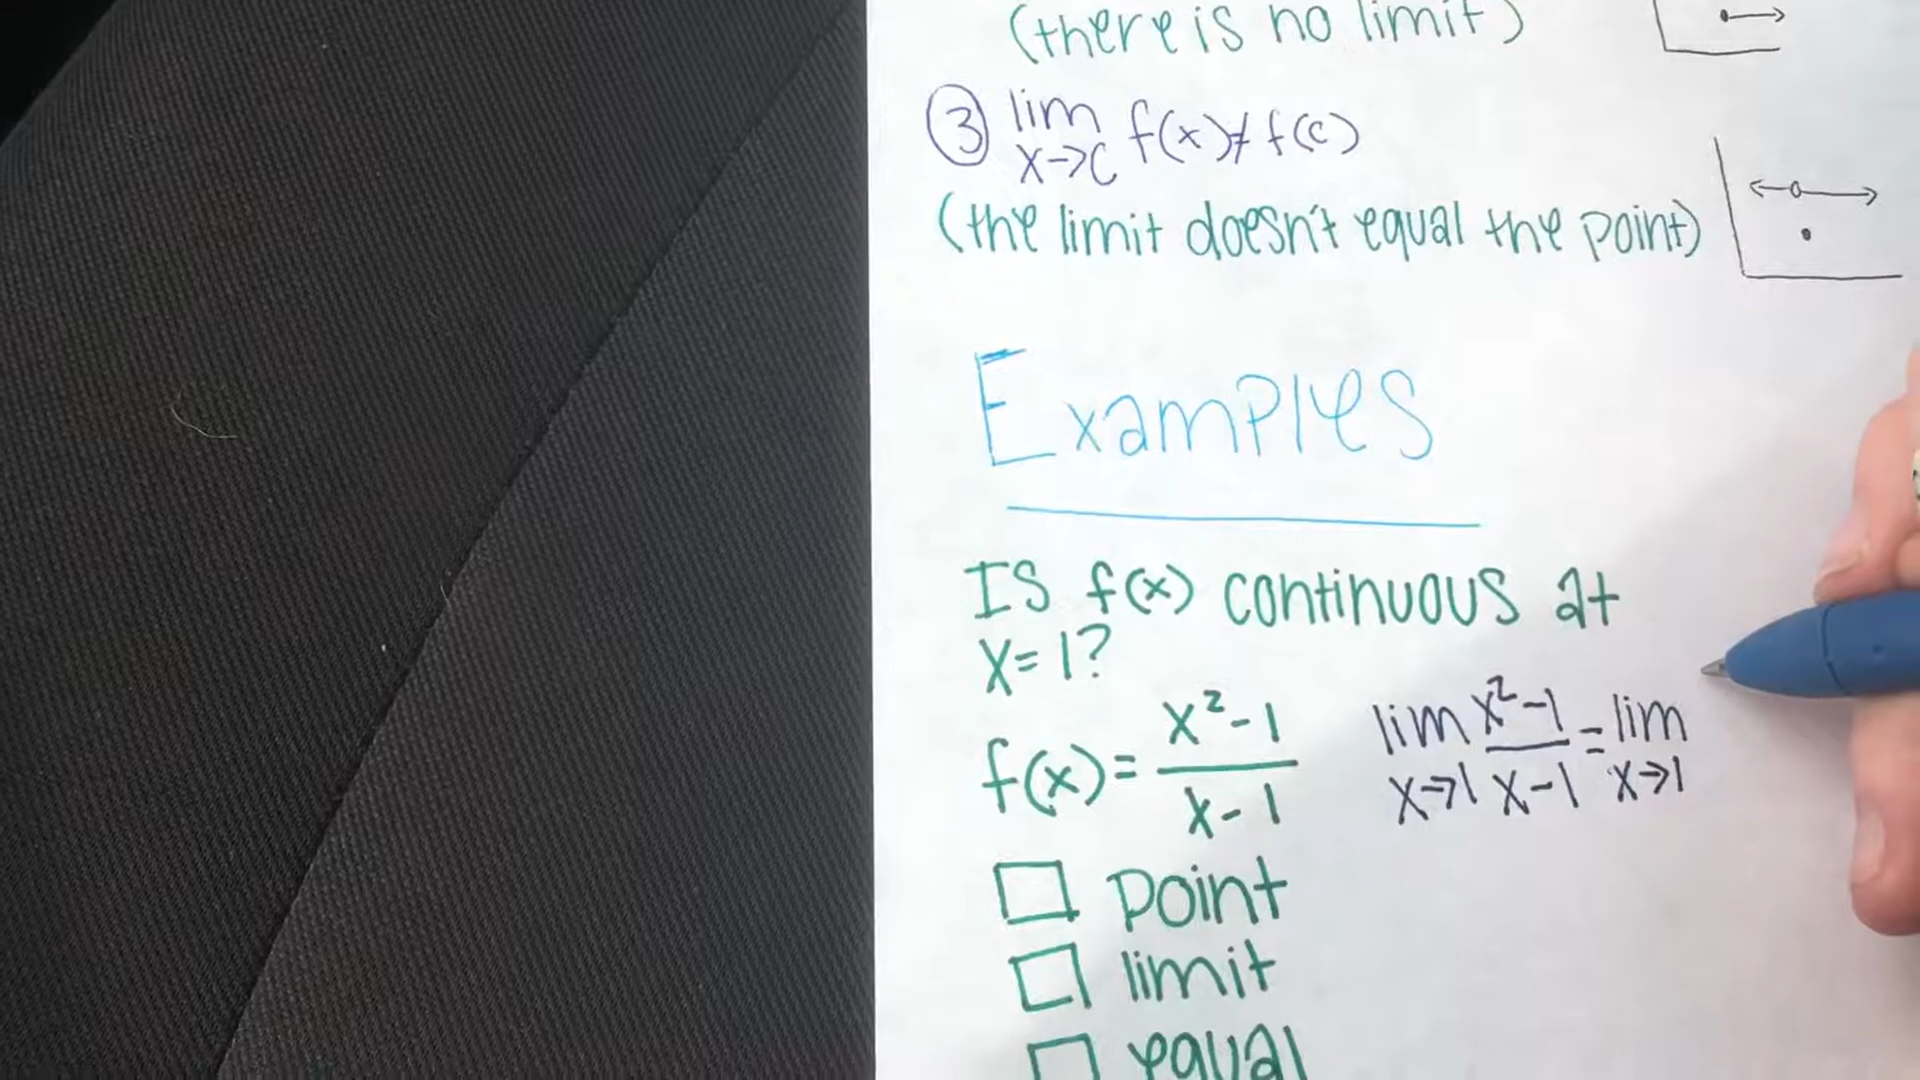 (there is no limit)
③ lim f(x)≠f(c)
x→c
(the limit doesn't equal the point)
Examples
IS f(x) continuous at
x=1?
f(x)= x²-1
x-1
lim x²-1 = lim
x→1 x-1 x→1
point
limit
equal